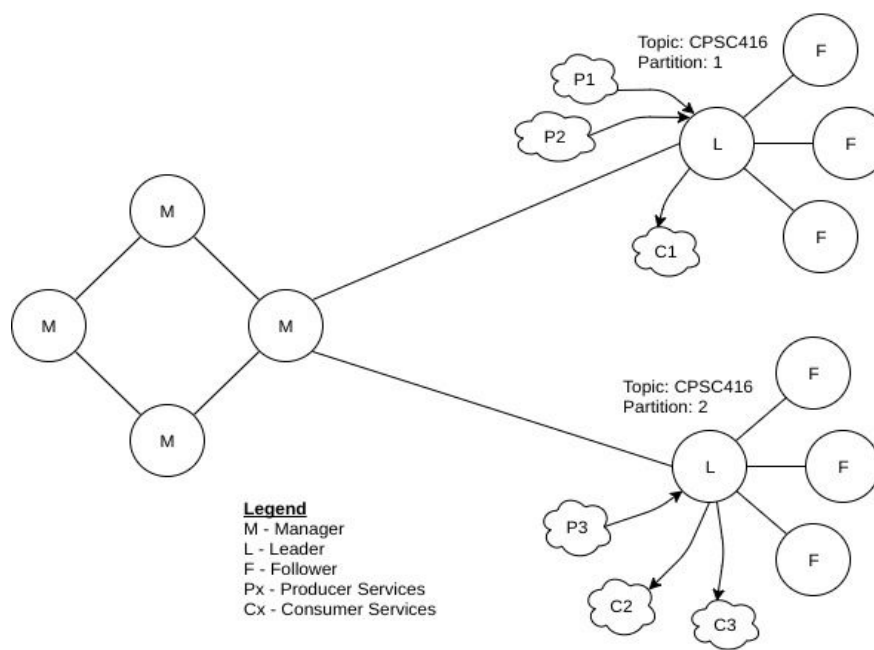 Topic: CPSC416
Partition: 1
F
P1
P2
L
F
M
F
C1
M
M
F
Topic: CPSC416
Partition: 2
M
L
F
P3
F
C2
C3
Legend
M - Manager
L - Leader
F - Follower
Px - Producer Services
Cx - Consumer Services